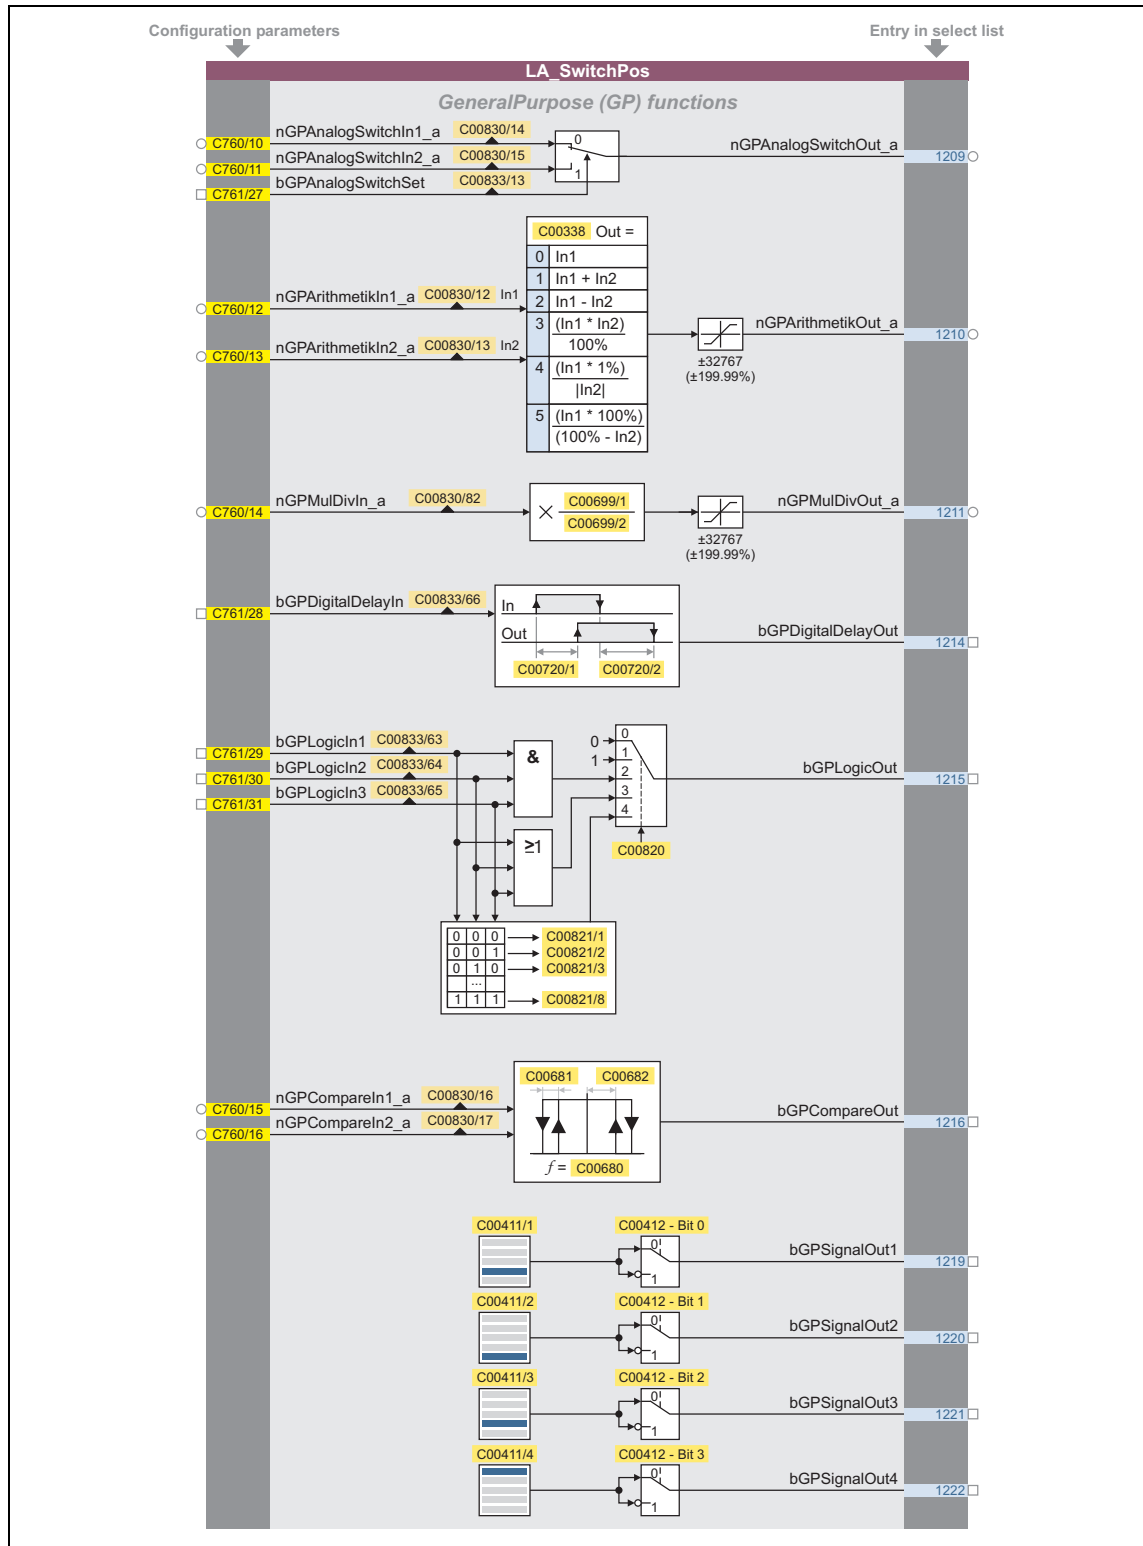 Configuration parameters
Entry in select list
LA_SwitchPos
GeneralPurpose (GP) functions
nGPAnalogSwitchIn1_a C00830/14
C760/10
nGPAnalogSwitchIn2_a C00830/15
C760/11
bGPAnalogSwitchSet C00833/13
C761/27
0
1
nGPAnalogSwitchOut_a
1209
C00338 Out =
0 In1
1 In1 + In2
2 In1 - In2
3 (In1 * In2)
100%
4 (In1 * 1%)
|In2|
5 (In1 * 100%)
(100% - In2)
nGPArithmetikIn1_a C00830/12 In1
C760/12
nGPArithmetikIn2_a C00830/13 In2
C760/13
±32767
(±199.99%)
nGPArithmetikOut_a
1210
nGPMulDivIn_a C00830/82
C760/14
× C00699/1
C00699/2
±32767
(±199.99%)
nGPMulDivOut_a
1211
bGPDigitalDelayIn C00833/66
C761/28
In
Out
C00720/1 C00720/2
bGPDigitalDelayOut
1214
bGPLogicIn1 C00833/63
C761/29
bGPLogicIn2 C00833/64
C761/30
bGPLogicIn3 C00833/65
C761/31
&
≥1
0 0
1 1
2
3
4
C00820
bGPLogicOut
1215
0 0 0 C00821/1
0 0 1 C00821/2
0 1 0 C00821/3
...
1 1 1 C00821/8
C00681 C00682
nGPCompareIn1_a C00830/16
C760/15
nGPCompareIn2_a C00830/17
C760/16
f = C00680
bGPCompareOut
1216
C00411/1 C00412 - Bit 0
0
1
bGPSignalOut1
1219
C00411/2 C00412 - Bit 1
0
1
bGPSignalOut2
1220
C00411/3 C00412 - Bit 2
0
1
bGPSignalOut3
1221
C00411/4 C00412 - Bit 3
0
1
bGPSignalOut4
1222